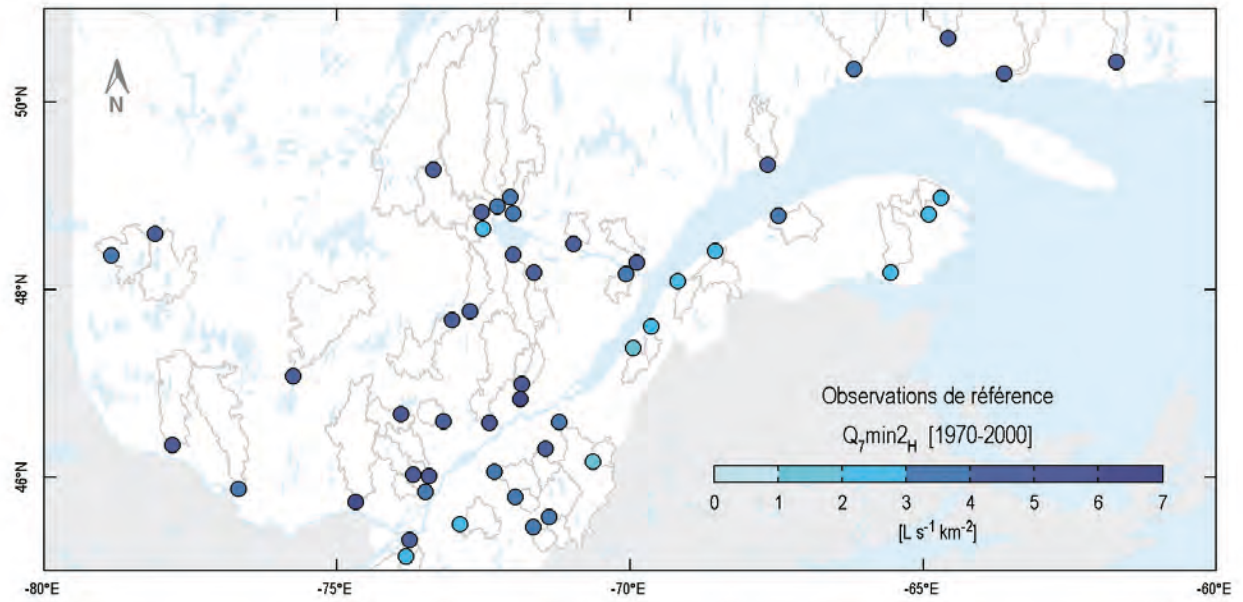 N
50°N
48°N
46°N
Observations de référence
Q₇min2H [1970-2000]
0 1 2 3 4 5 6 7
[L s⁻¹ km⁻²]
-80°E -75°E -70°E -65°E -60°E